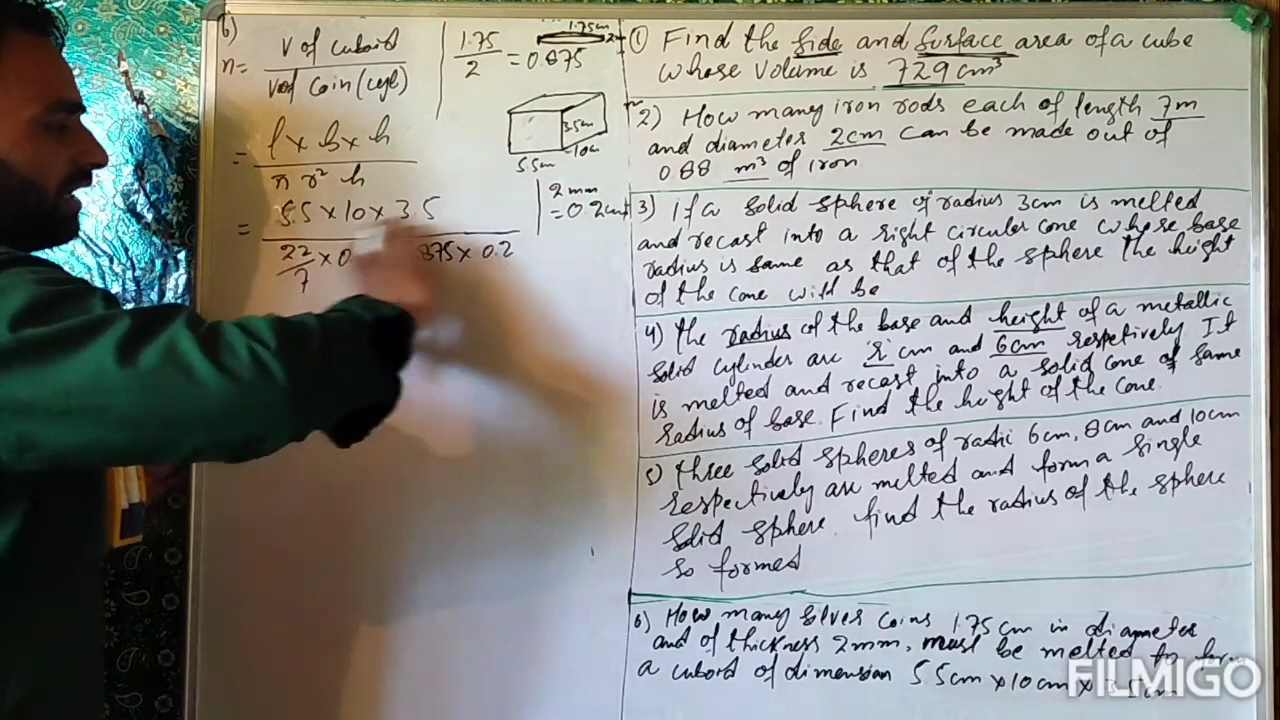 6)
n= V of cuboid
vol of Coin (cyl)
1.75
2 = 0.875
1.75cm
= l x b x h
π r² h
3.5cm
10cm
5.5cm
= 5.5 x 10 x 3.5
22 x 0 875 x 0.2
7
2 mm
= 0.2cm
① Find the Side and Surface area of a cube
whose Volume is 729 cm³
2) How many iron rods each of length 7m
and diameter 2cm can be made out of
0.88 m³ of iron
3) If a Solid Sphere of radius 3cm is melted
and recast into a right circular cone whose base
radius is same as that of the sphere the height
of the cone will be
4) the radius of the base and height of a metallic
solid cylinder are r cm and 6cm respetively It
is melted and recast into a solid cone of same
radius of base. Find the height of the cone.
5) three Solid Spheres of radii 6cm, 8cm and 10cm
respectively are melted and form a single
solid sphere. find the radius of the sphere
so formed
6) How many Silver Coins 1.75 cm in diameter
and of thickness 2mm, must be melted to form
a cuboid of dimension 5.5cm x 10cm x 3.5cm
FILMIGO